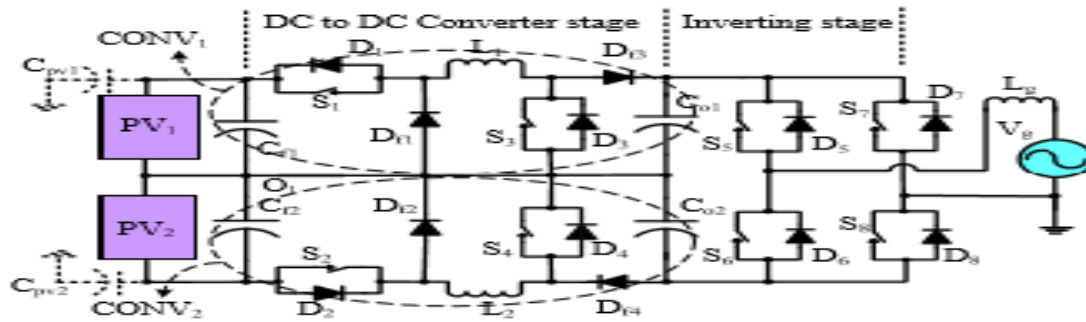 DC to DC Converter stage
Inverting stage
CONV₁
D₁
L₁
Df3
Cpv1
S₁
PV₁
Cf1
Df1
S₃
D₃
Co1
S₅
D₅
S₇
D₇
Lg
Vg
O₁
PV₂
Cf2
Df2
S₂
S₄
D₄
Co2
S₆
D₆
S₈
D₈
Cpv2
CONV₂
D₂
L₂
Df4